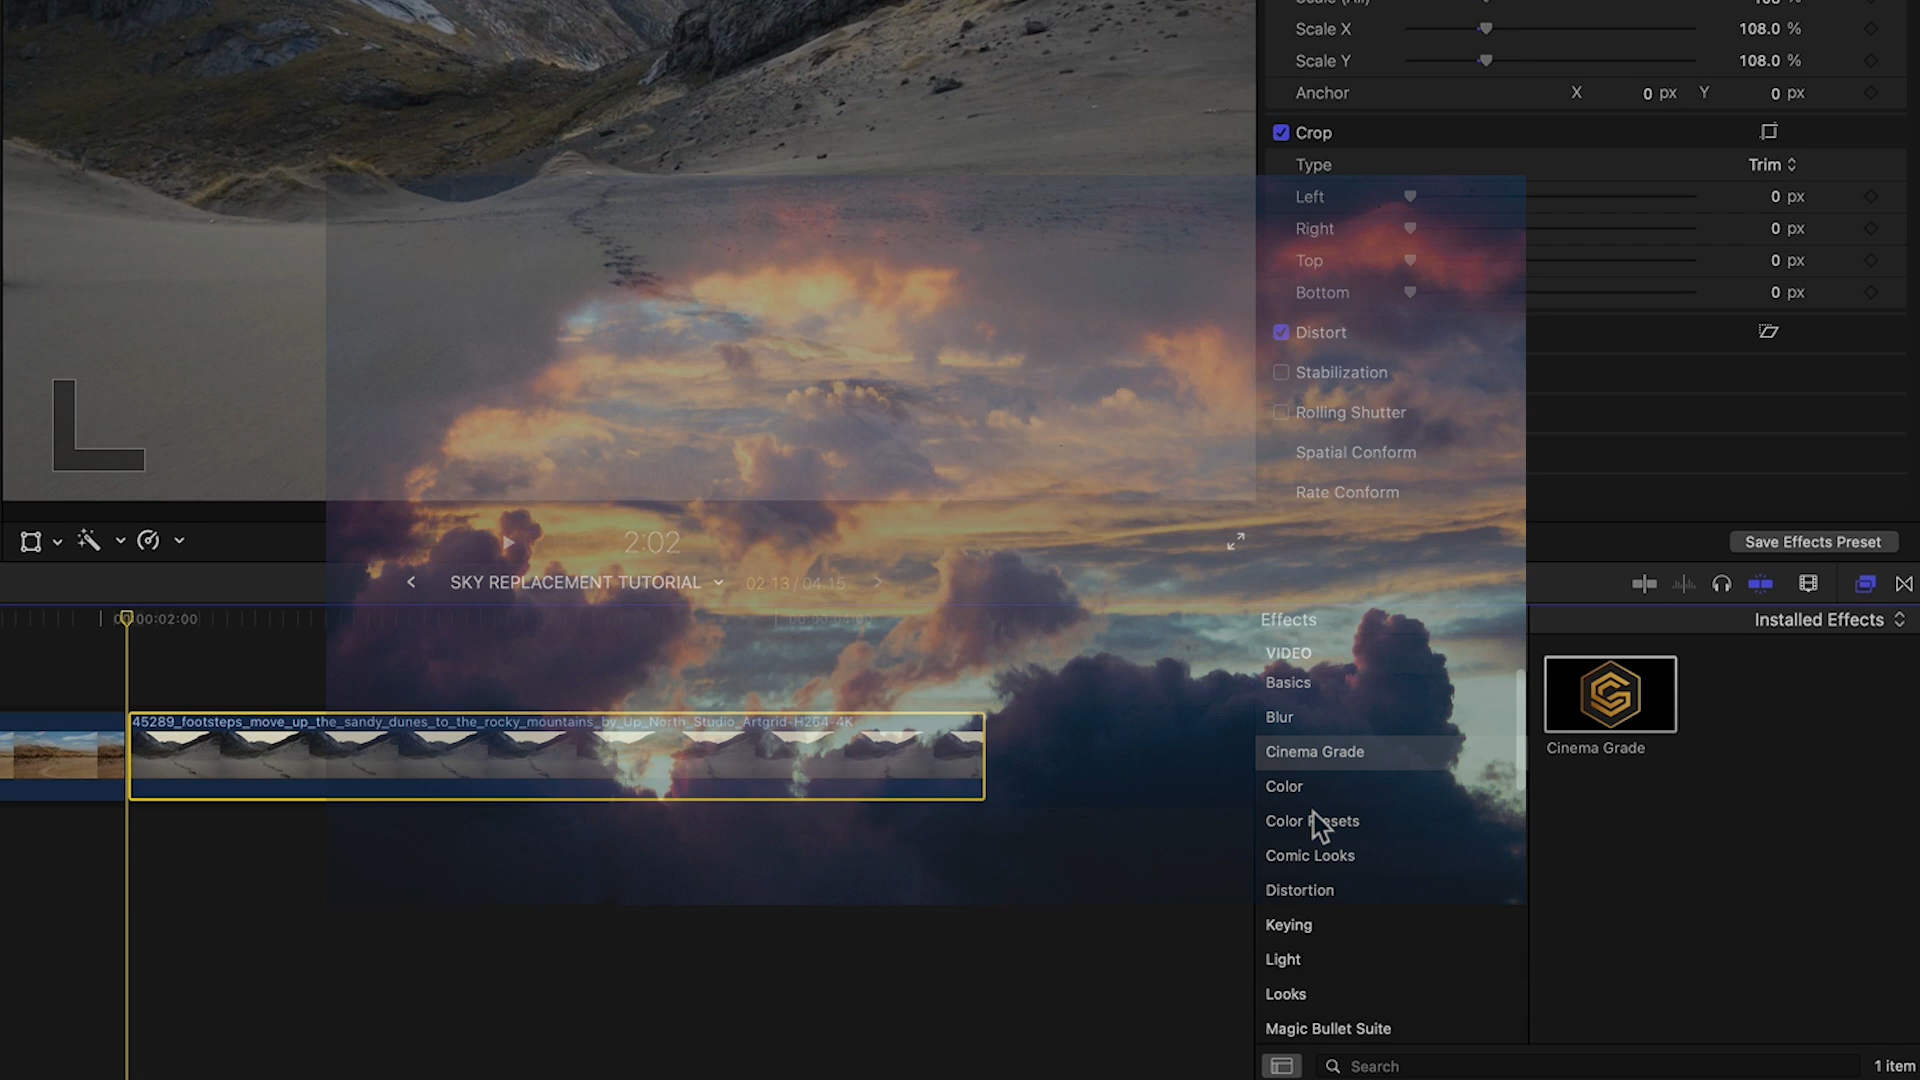 Scale X 108.0 %
Scale Y 108.0 %
Anchor X 0 px Y 0 px
Crop
Type Trim
Left 0 px
Right 0 px
Top 0 px
Bottom 0 px
Distort
Stabilization
Rolling Shutter
Spatial Conform
Rate Conform
2:02
Save Effects Preset
SKY REPLACEMENT TUTORIAL 02:13 / 04:15
00:00:02:00
Effects
Installed Effects
VIDEO
Basics
Blur
45289_footsteps_move_up_the_sandy_dunes_to_the_rocky_mountains_by_Up_North_Studio_Artgrid-H264-4K
Cinema Grade
Cinema Grade
Color
Color Presets
Comic Looks
Distortion
Keying
Light
Looks
Magic Bullet Suite
Search
1 item